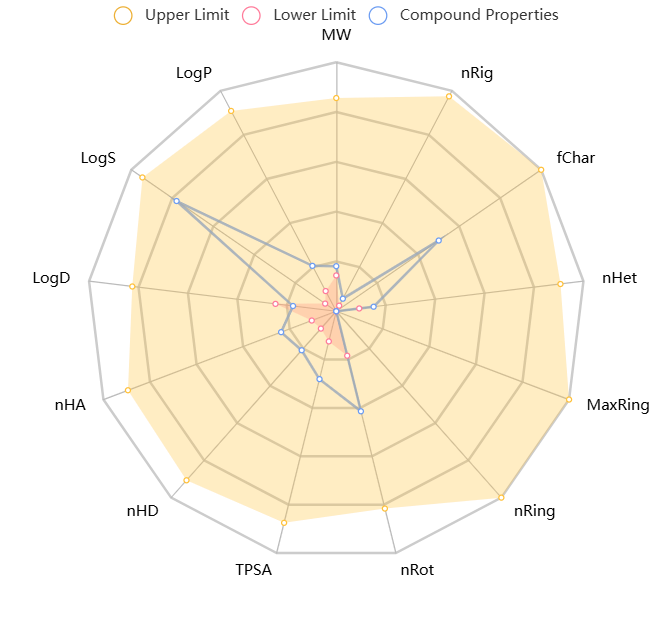 Upper Limit Lower Limit Compound Properties
MW
LogP nRig
LogS fChar
LogD nHet
nHA MaxRing
nHD nRing
TPSA nRot